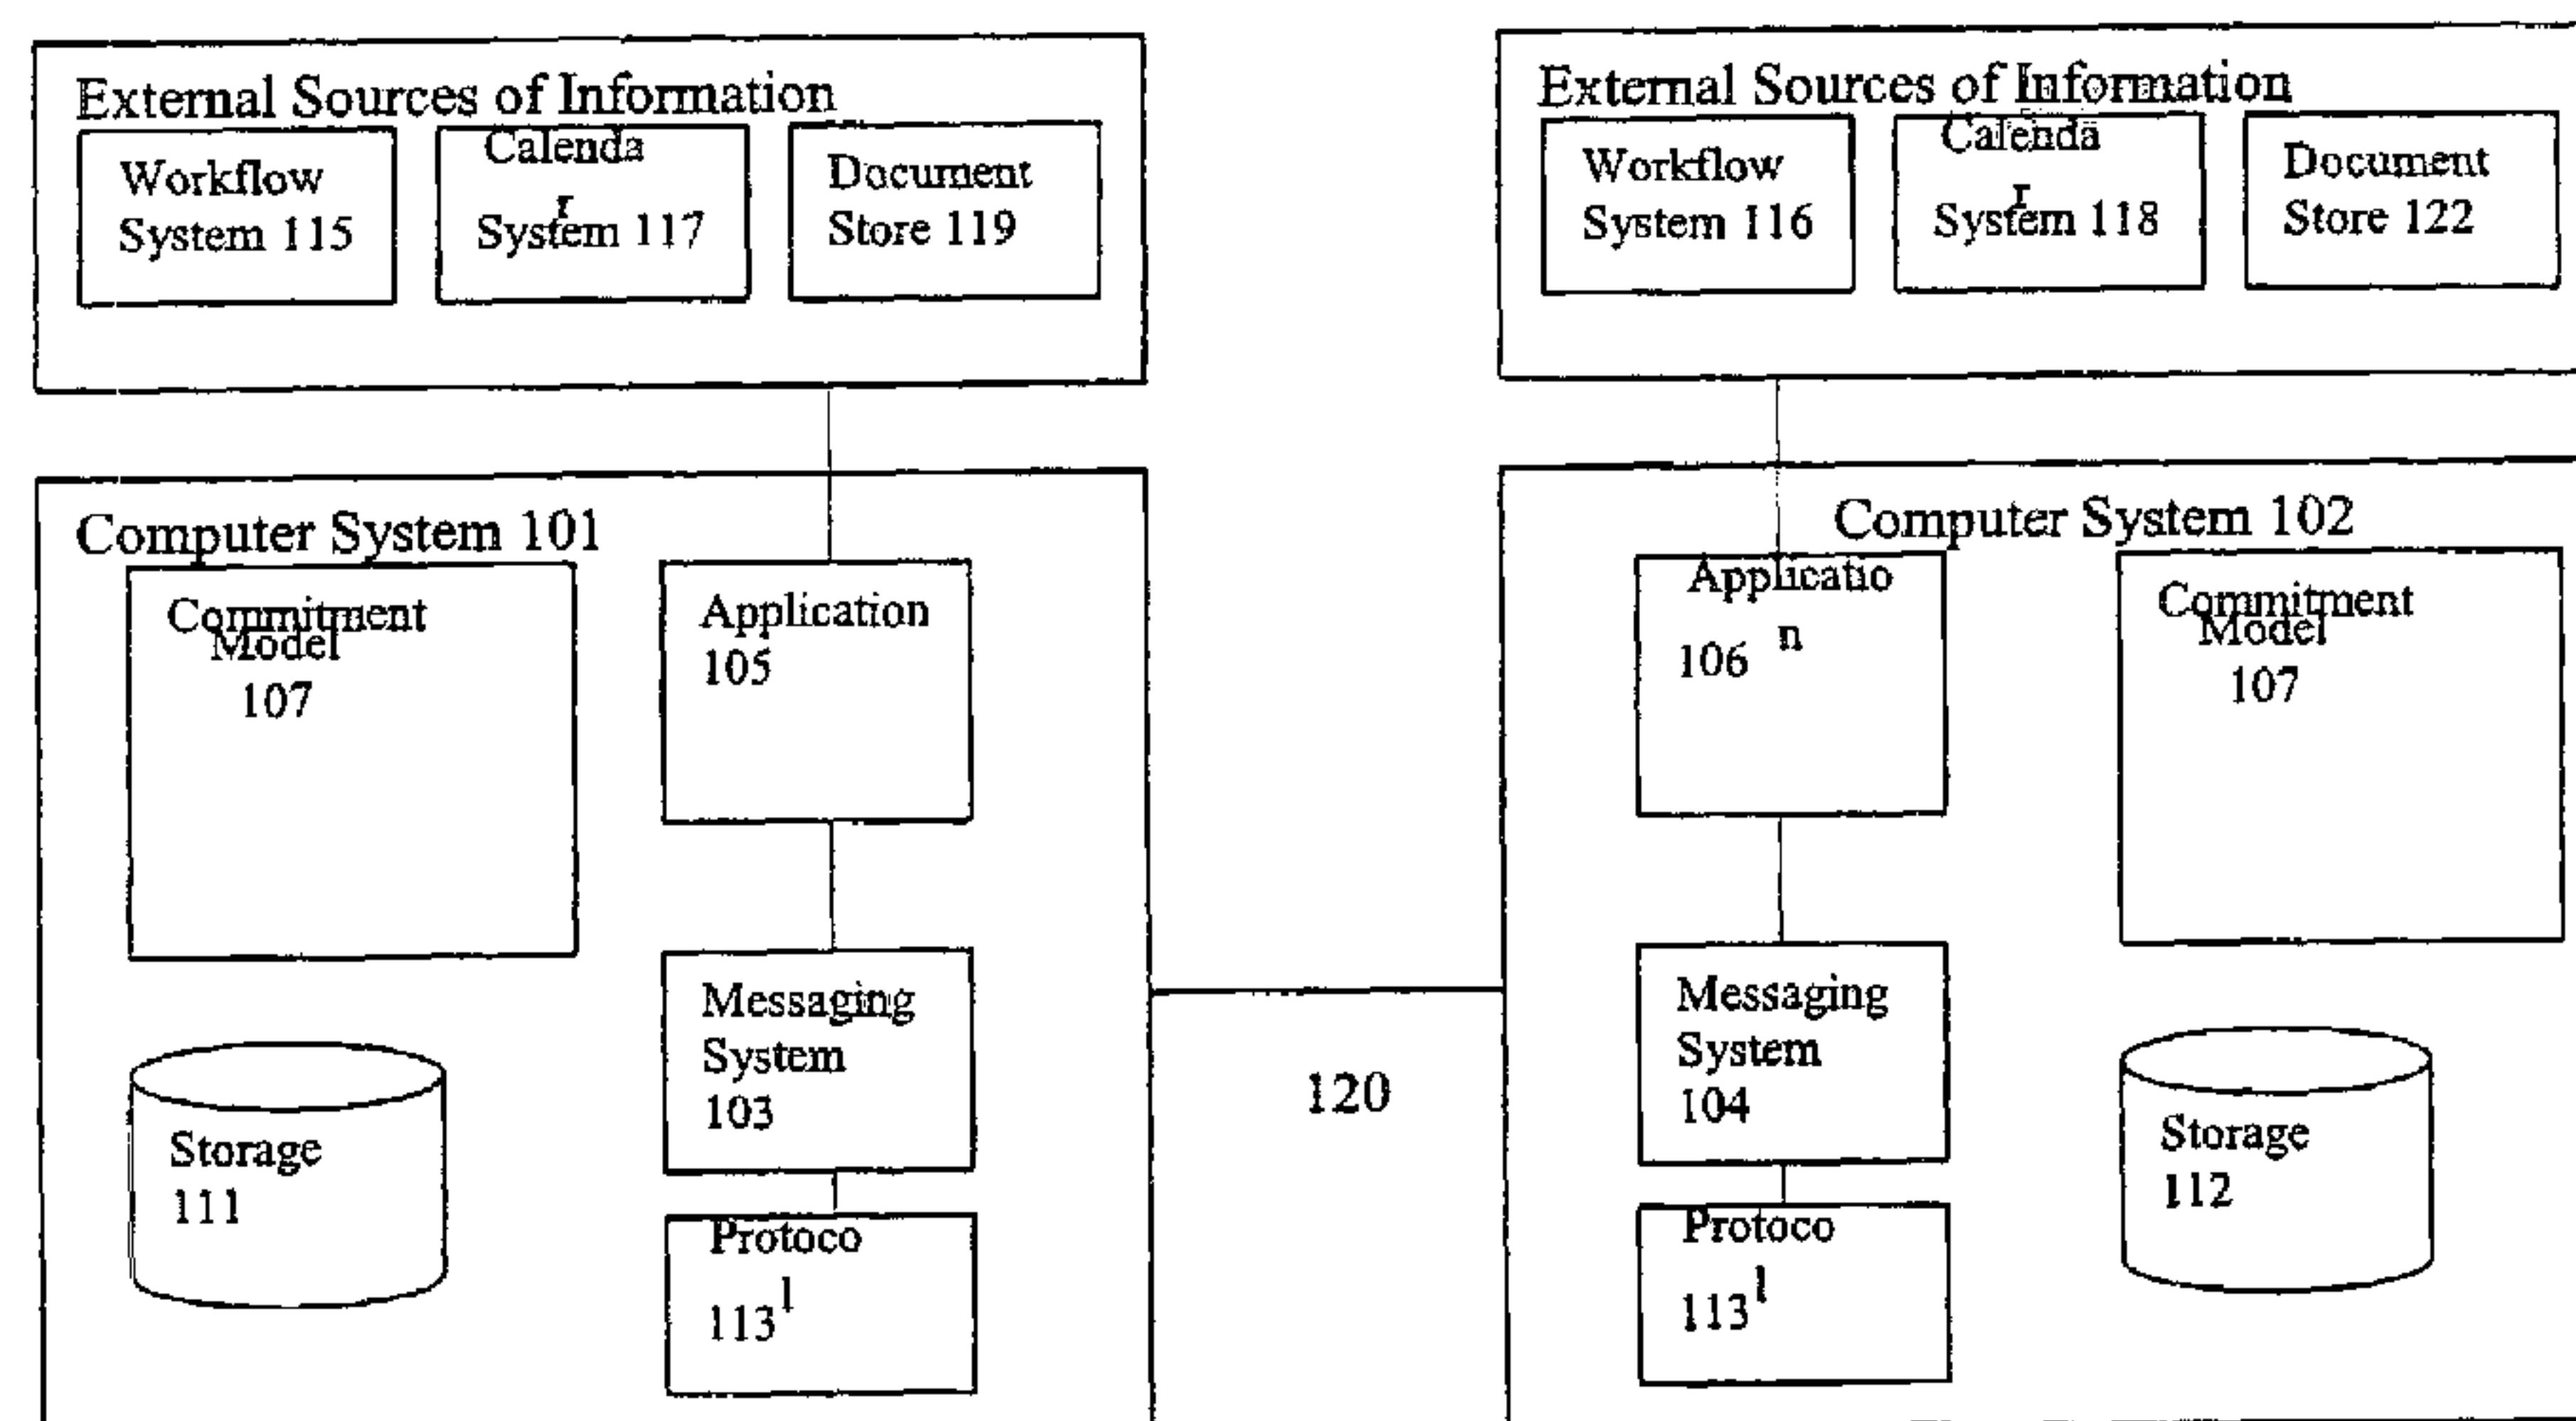 External Sources of Information
Workflow
System 115
Calenda
r
System 117
Document
Store 119
External Sources of Information
Workflow
System 116
Calenda
r
System 118
Document
Store 122
Computer System 101
Commitment
Model
107
Application
105
Messaging
System
103
Storage
111
Protoco
l
113
120
Computer System 102
Applicatio
n
106
Commitment
Model
107
Messaging
System
104
Storage
112
Protoco
l
113